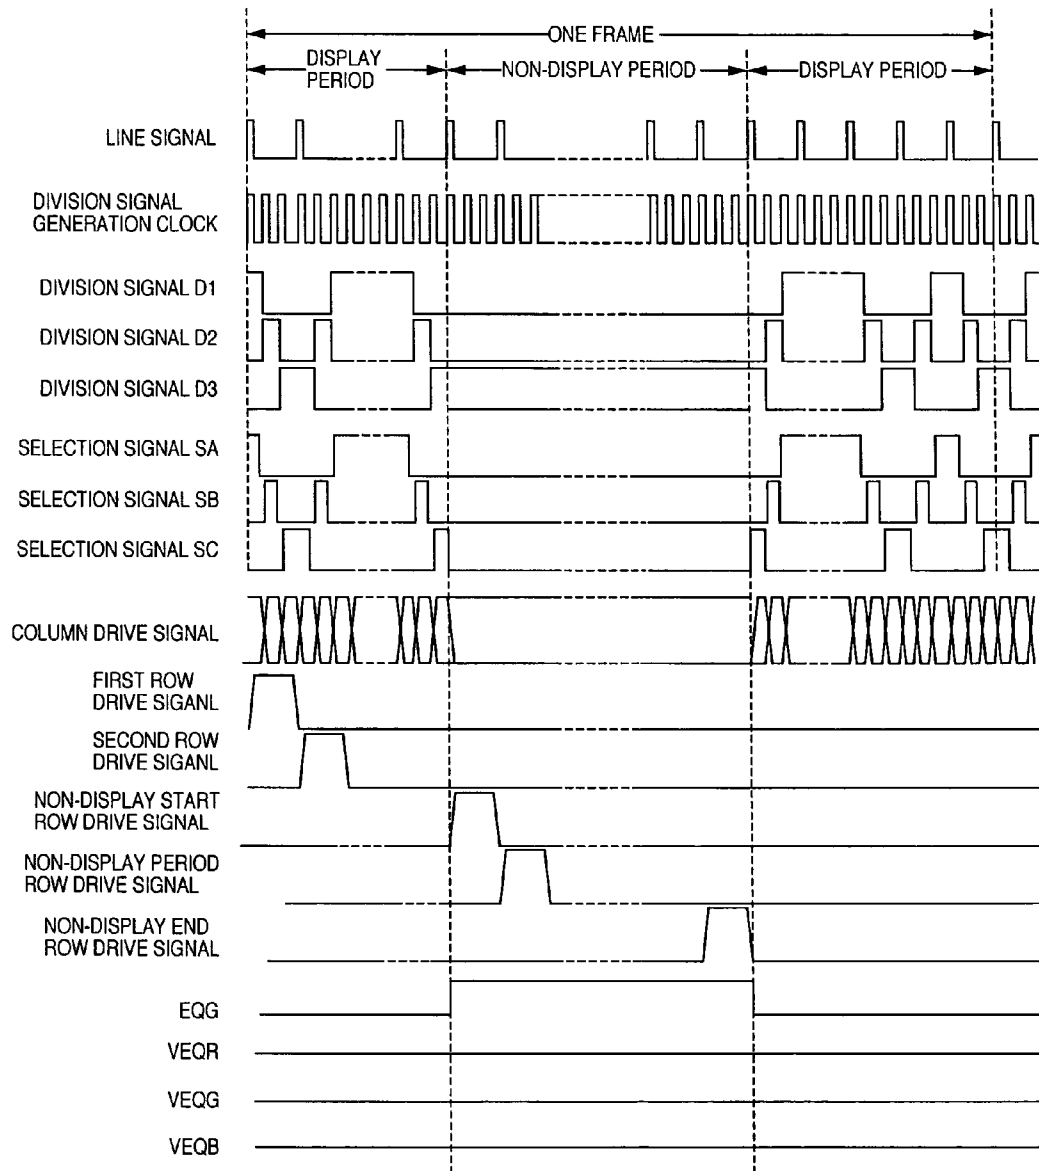 ONE FRAME
DISPLAY
PERIOD
NON-DISPLAY PERIOD
DISPLAY PERIOD
LINE SIGNAL
DIVISION SIGNAL
GENERATION CLOCK
DIVISION SIGNAL D1
DIVISION SIGNAL D2
DIVISION SIGNAL D3
SELECTION SIGNAL SA
SELECTION SIGNAL SB
SELECTION SIGNAL SC
COLUMN DRIVE SIGNAL
FIRST ROW
DRIVE SIGANL
SECOND ROW
DRIVE SIGANL
NON-DISPLAY START
ROW DRIVE SIGNAL
NON-DISPLAY PERIOD
ROW DRIVE SIGNAL
NON-DISPLAY END
ROW DRIVE SIGNAL
EQG
VEQR
VEQG
VEQB